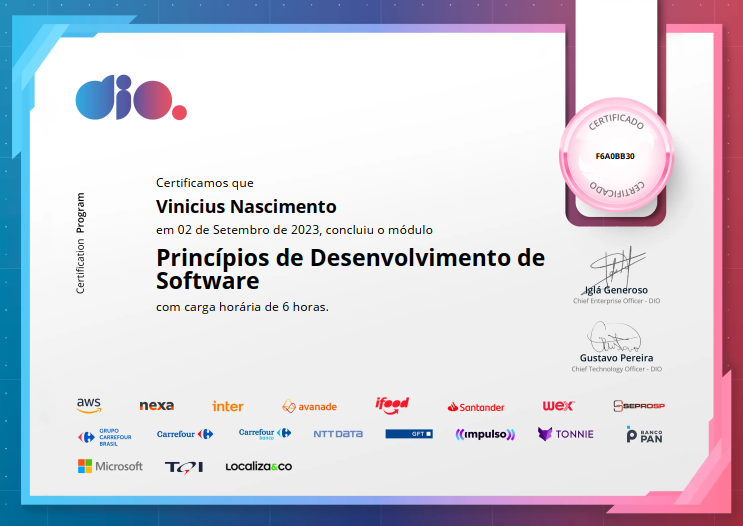 dio.
CERTIFICADO
F6A0BB30
CERTIFICADO
Certification Program
Certificamos que
Vinicius Nascimento
em 02 de Setembro de 2023, concluiu o módulo
Princípios de Desenvolvimento de
Software
com carga horária de 6 horas.
Iglá Generoso
Chief Enterprise Officer - DIO
Gustavo Pereira
Chief Technology Officer - DIO
aws nexa inter avanade ifood Santander wex SEPROSP
GRUPO CARREFOUR BRASIL Carrefour Carrefour banco NTT DATA GFT impulso TONNIE BANCO PAN
Microsoft TQI LOCALIZA&CO